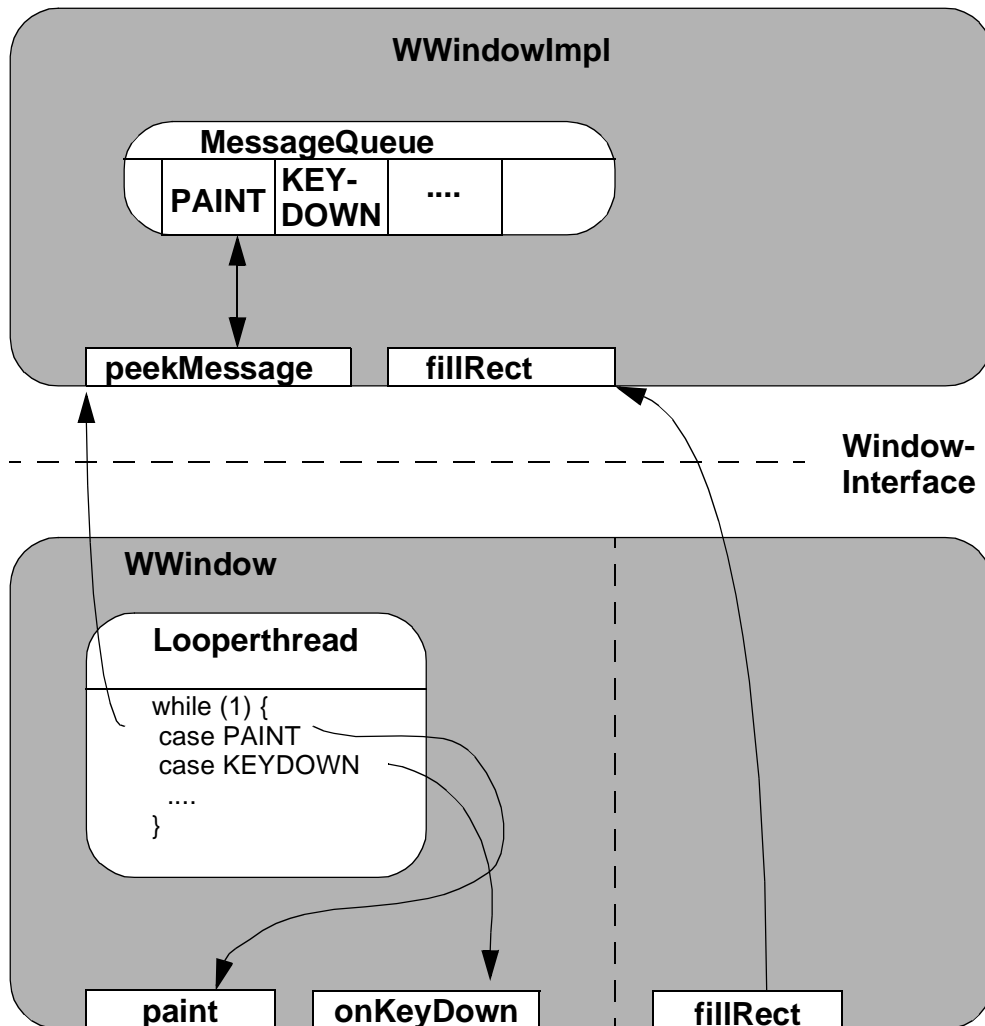 WWindowImpl
MessageQueue
PAINT
KEY-
DOWN
....
peekMessage
fillRect
Window-
Interface
WWindow
Looperthread
while (1) {
case PAINT
case KEYDOWN
....
}
paint
onKeyDown
fillRect